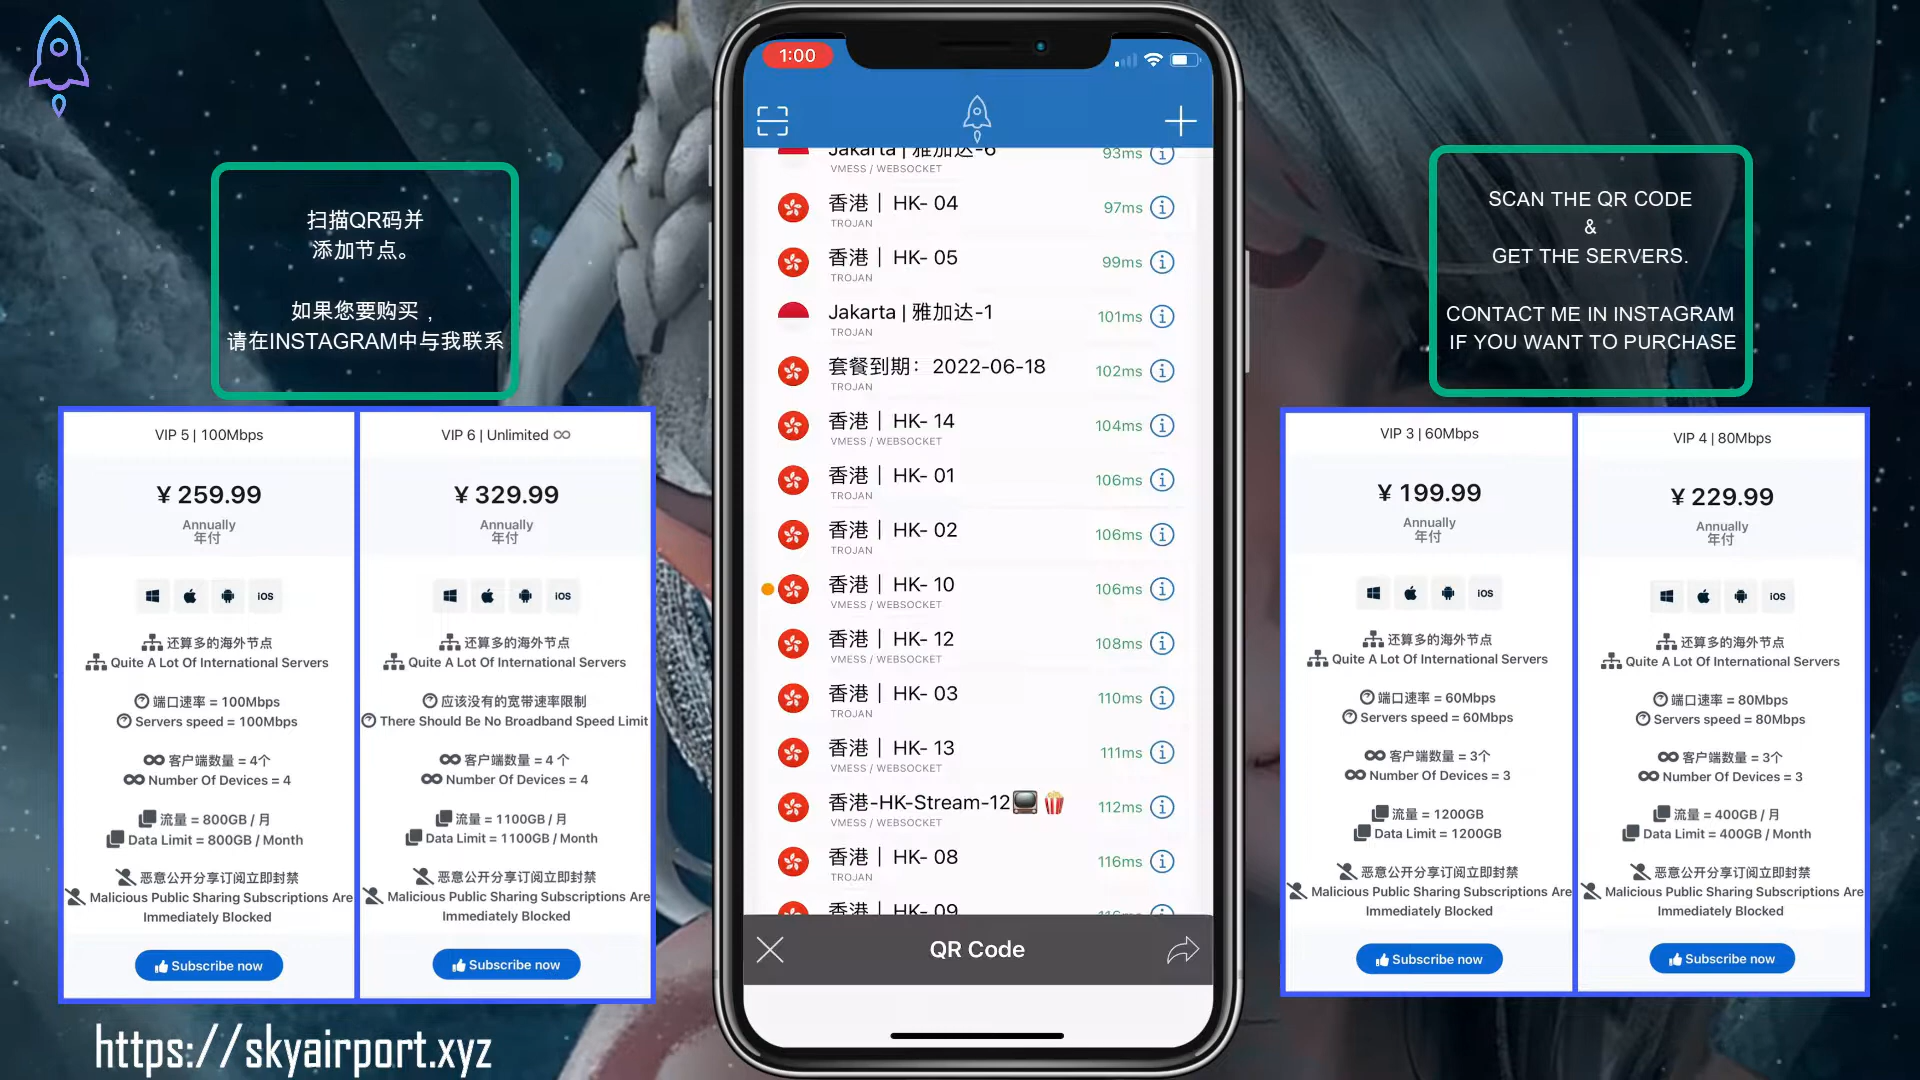 扫描QR码并
添加节点。
如果您要购买，
请在INSTAGRAM中与我联系
VIP 5 | 100Mbps
¥ 259.99
Annually
年付
iOS
还算多的海外节点
Quite A Lot Of International Servers
端口速率 = 100Mbps
Servers speed = 100Mbps
客户端数量 = 4个
Number Of Devices = 4
流量 = 800GB / 月
Data Limit = 800GB / Month
恶意公开分享订阅立即封禁
Malicious Public Sharing Subscriptions Are
Immediately Blocked
Subscribe now
VIP 6 | Unlimited ∞
¥ 329.99
Annually
年付
iOS
还算多的海外节点
Quite A Lot Of International Servers
应该没有的宽带速率限制
There Should Be No Broadband Speed Limit
客户端数量 = 4 个
Number Of Devices = 4
流量 = 1100GB / 月
Data Limit = 1100GB / Month
恶意公开分享订阅立即封禁
Malicious Public Sharing Subscriptions Are
Immediately Blocked
Subscribe now
https://skyairport.xyz
1:00
Jakarta | 雅加达-6 93ms
VMESS / WEBSOCKET
香港｜ HK- 04 97ms
TROJAN
香港｜ HK- 05 99ms
TROJAN
Jakarta | 雅加达-1 101ms
TROJAN
套餐到期：2022-06-18 102ms
TROJAN
香港｜ HK- 14 104ms
VMESS / WEBSOCKET
香港｜ HK- 01 106ms
TROJAN
香港｜ HK- 02 106ms
TROJAN
香港｜ HK- 10 106ms
VMESS / WEBSOCKET
香港｜ HK- 12 108ms
VMESS / WEBSOCKET
香港｜ HK- 03 110ms
TROJAN
香港｜ HK- 13 111ms
VMESS / WEBSOCKET
香港-HK-Stream-12📺🍿 112ms
VMESS / WEBSOCKET
香港｜ HK- 08 116ms
TROJAN
香港｜ HK- 09 116ms
QR Code
SCAN THE QR CODE
&
GET THE SERVERS.
CONTACT ME IN INSTAGRAM
IF YOU WANT TO PURCHASE
VIP 3 | 60Mbps
¥ 199.99
Annually
年付
iOS
还算多的海外节点
Quite A Lot Of International Servers
端口速率 = 60Mbps
Servers speed = 60Mbps
客户端数量 = 3个
Number Of Devices = 3
流量 = 1200GB
Data Limit = 1200GB
恶意公开分享订阅立即封禁
Malicious Public Sharing Subscriptions Are
Immediately Blocked
Subscribe now
VIP 4 | 80Mbps
¥ 229.99
Annually
年付
iOS
还算多的海外节点
Quite A Lot Of International Servers
端口速率 = 80Mbps
Servers speed = 80Mbps
客户端数量 = 3个
Number Of Devices = 3
流量 = 400GB / 月
Data Limit = 400GB / Month
恶意公开分享订阅立即封禁
Malicious Public Sharing Subscriptions Are
Immediately Blocked
Subscribe now